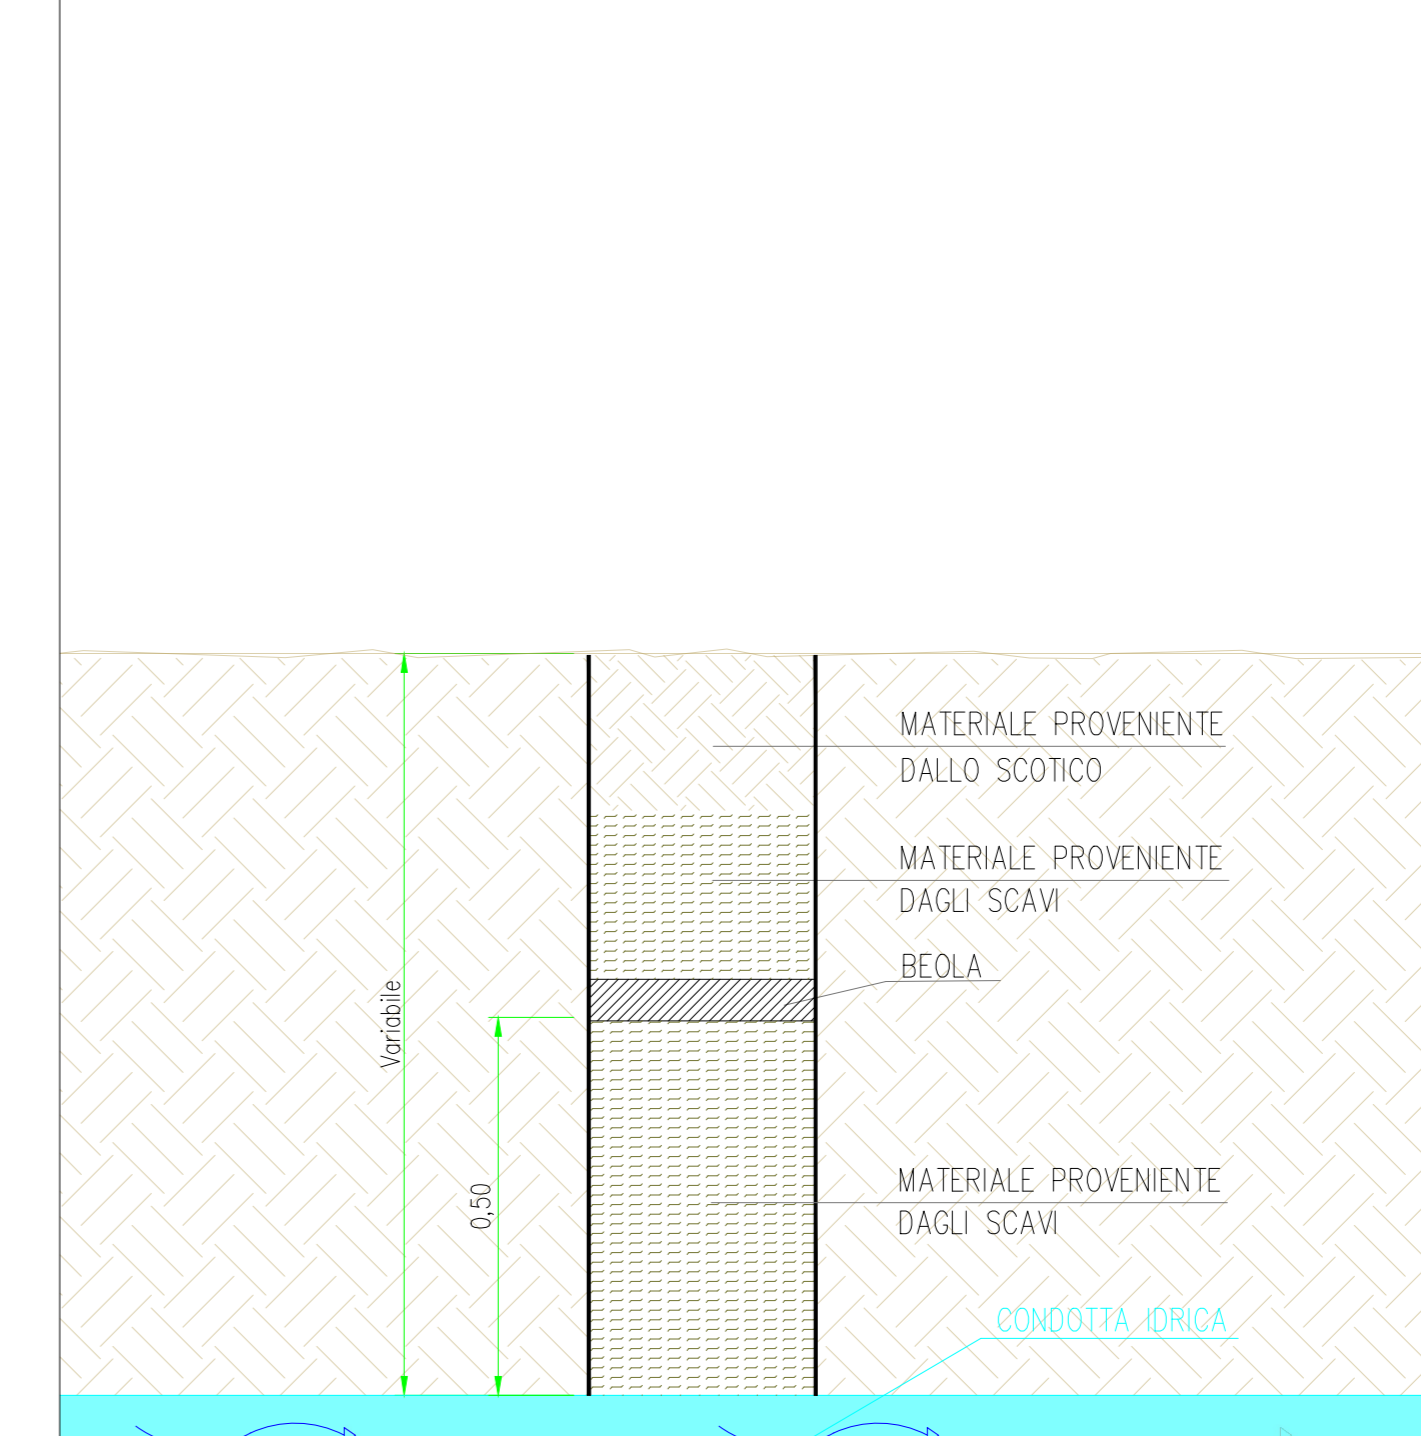 MATERIALE PROVENIENTE
DALLO SCOTICO
MATERIALE PROVENIENTE
DAGLI SCAVI
BEOLA
Variabile
0,50
MATERIALE PROVENIENTE
DAGLI SCAVI
CONDOTTA IDRICA